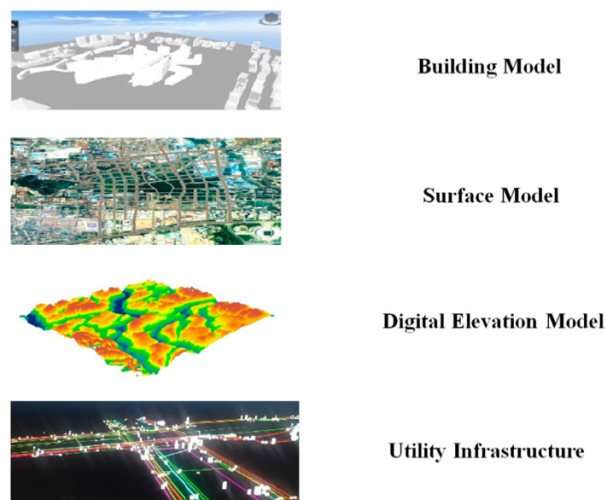 Building Model
Surface Model
Digital Elevation Model
Utility Infrastructure